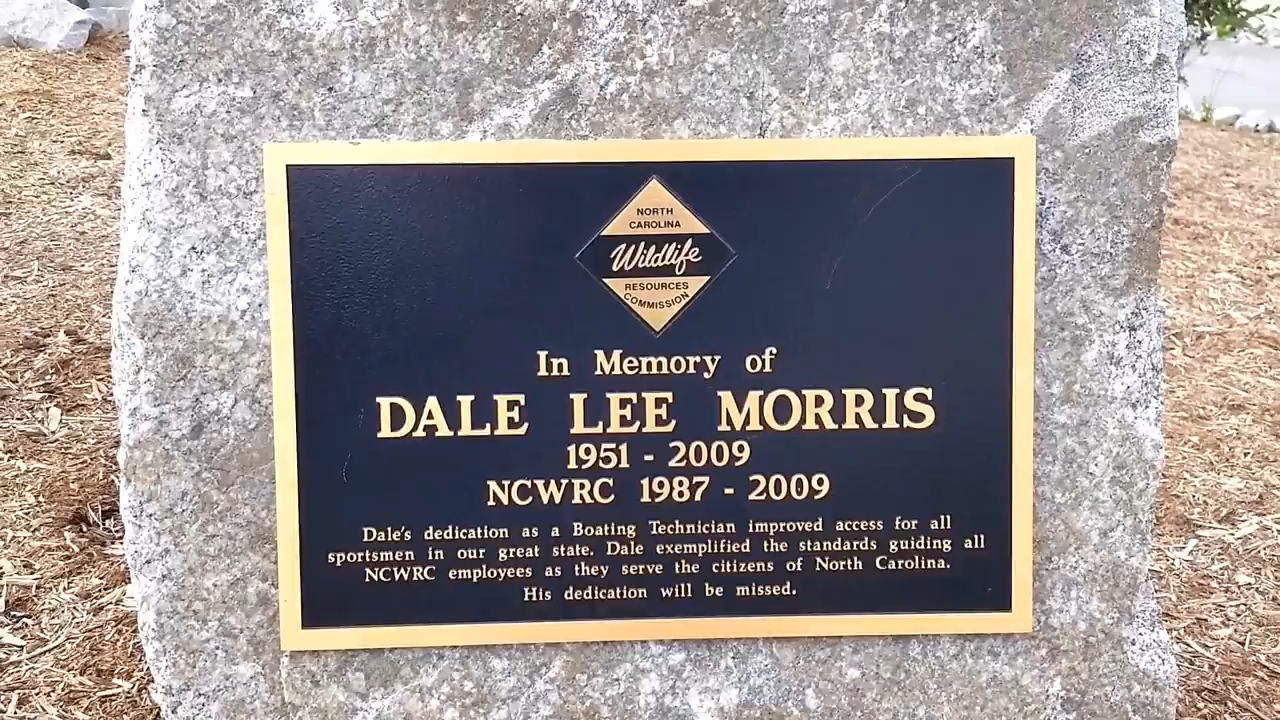 NORTH
CAROLINA
Wildlife
RESOURCES
COMMISSION
In Memory of
DALE LEE MORRIS
1951 - 2009
NCWRC 1987 - 2009
Dale's dedication as a Boating Technician improved access for all
sportsmen in our great state. Dale exemplified the standards guiding all
NCWRC employees as they serve the citizens of North Carolina.
His dedication will be missed.